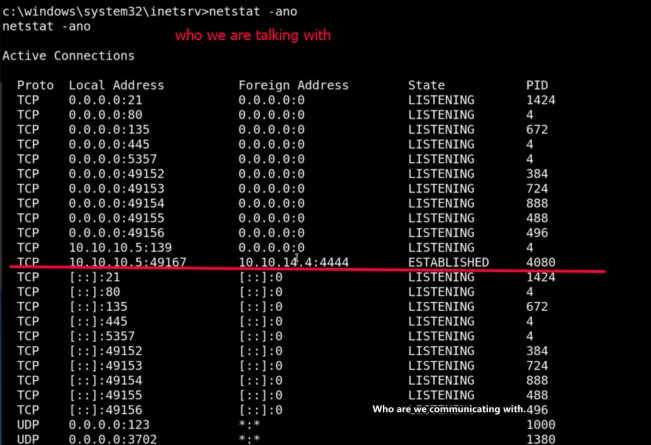 c:\windows\system32\inetsrv>netstat -ano
netstat -ano
who we are talking with
Active Connections
Proto Local Address Foreign Address State PID
TCP 0.0.0.0:21 0.0.0.0:0 LISTENING 1424
TCP 0.0.0.0:80 0.0.0.0:0 LISTENING 4
TCP 0.0.0.0:135 0.0.0.0:0 LISTENING 672
TCP 0.0.0.0:445 0.0.0.0:0 LISTENING 4
TCP 0.0.0.0:5357 0.0.0.0:0 LISTENING 4
TCP 0.0.0.0:49152 0.0.0.0:0 LISTENING 384
TCP 0.0.0.0:49153 0.0.0.0:0 LISTENING 724
TCP 0.0.0.0:49154 0.0.0.0:0 LISTENING 888
TCP 0.0.0.0:49155 0.0.0.0:0 LISTENING 488
TCP 0.0.0.0:49156 0.0.0.0:0 LISTENING 496
TCP 10.10.10.5:139 0.0.0.0:0 LISTENING 4
TCP 10.10.10.5:49167 10.10.14.4:4444 ESTABLISHED 4080
TCP [::]:21 [::]:0 LISTENING 1424
TCP [::]:80 [::]:0 LISTENING 4
TCP [::]:135 [::]:0 LISTENING 672
TCP [::]:445 [::]:0 LISTENING 4
TCP [::]:5357 [::]:0 LISTENING 4
TCP [::]:49152 [::]:0 LISTENING 384
TCP [::]:49153 [::]:0 LISTENING 724
TCP [::]:49154 [::]:0 LISTENING 888
TCP [::]:49155 [::]:0 LISTENING 488
TCP [::]:49156 [::]:0 LISTENING 496
Who are we communicating with.
UDP 0.0.0.0:123 *:* 1000
UDP 0.0.0.0:3702 *:* 1380